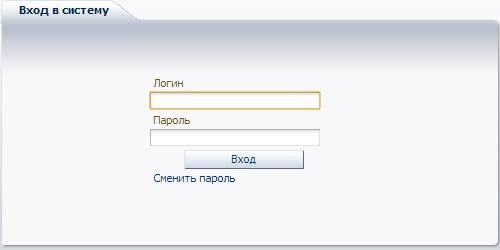 Вход в систему
Логин
Пароль
Вход
Сменить пароль